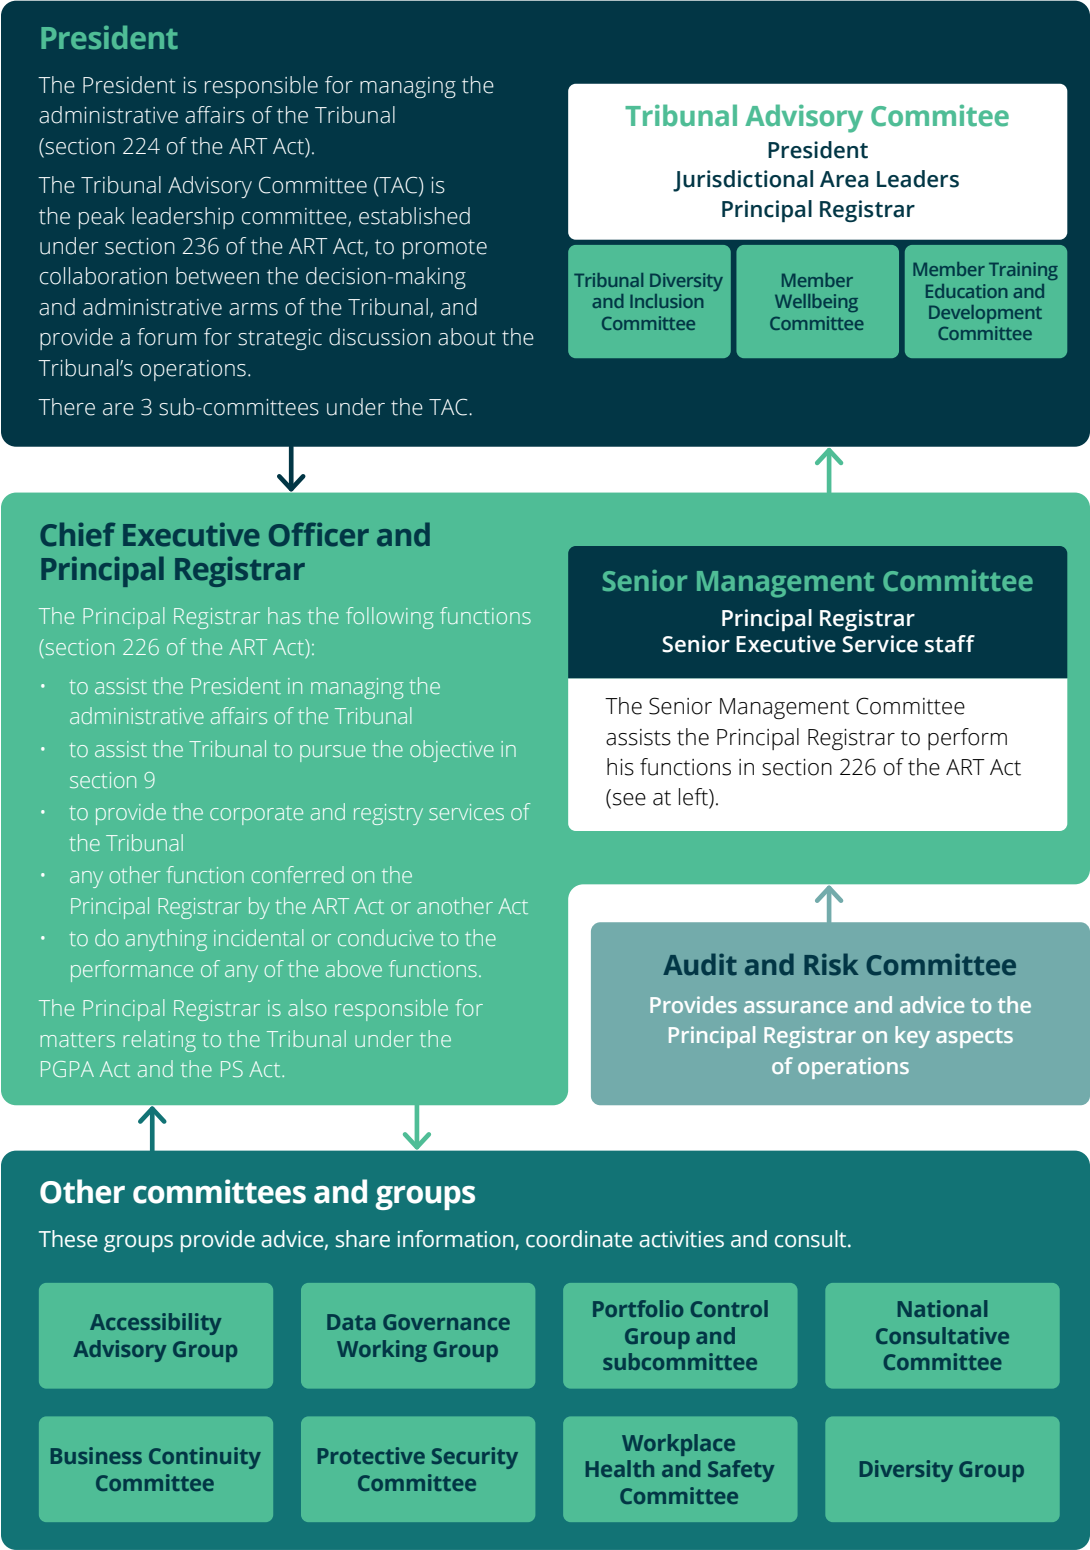 President
The President is responsible for managing the
administrative affairs of the Tribunal
(section 224 of the ART Act).
The Tribunal Advisory Committee (TAC) is
the peak leadership committee, established
under section 236 of the ART Act, to promote
collaboration between the decision-making
and administrative arms of the Tribunal, and
provide a forum for strategic discussion about the
Tribunal’s operations.
There are 3 sub-committees under the TAC.
Tribunal Advisory Commitee
President
Jurisdictional Area Leaders
Principal Registrar
Tribunal Diversity
and Inclusion
Committee
Member
Wellbeing
Committee
Member Training
Education and
Development
Committee
Chief Executive Officer and
Principal Registrar
The Principal Registrar has the following functions
(section 226 of the ART Act):
• to assist the President in managing the
administrative affairs of the Tribunal
• to assist the Tribunal to pursue the objective in
section 9
• to provide the corporate and registry services of
the Tribunal
• any other function conferred on the
Principal Registrar by the ART Act or another Act
• to do anything incidental or conducive to the
performance of any of the above functions.
The Principal Registrar is also responsible for
matters relating to the Tribunal under the
PGPA Act and the PS Act.
Senior Management Committee
Principal Registrar
Senior Executive Service staff
The Senior Management Committee
assists the Principal Registrar to perform
his functions in section 226 of the ART Act
(see at left).
Audit and Risk Committee
Provides assurance and advice to the
Principal Registrar on key aspects
of operations
Other committees and groups
These groups provide advice, share information, coordinate activities and consult.
Accessibility
Advisory Group
Data Governance
Working Group
Portfolio Control
Group and
subcommittee
National
Consultative
Committee
Business Continuity
Committee
Protective Security
Committee
Workplace
Health and Safety
Committee
Diversity Group